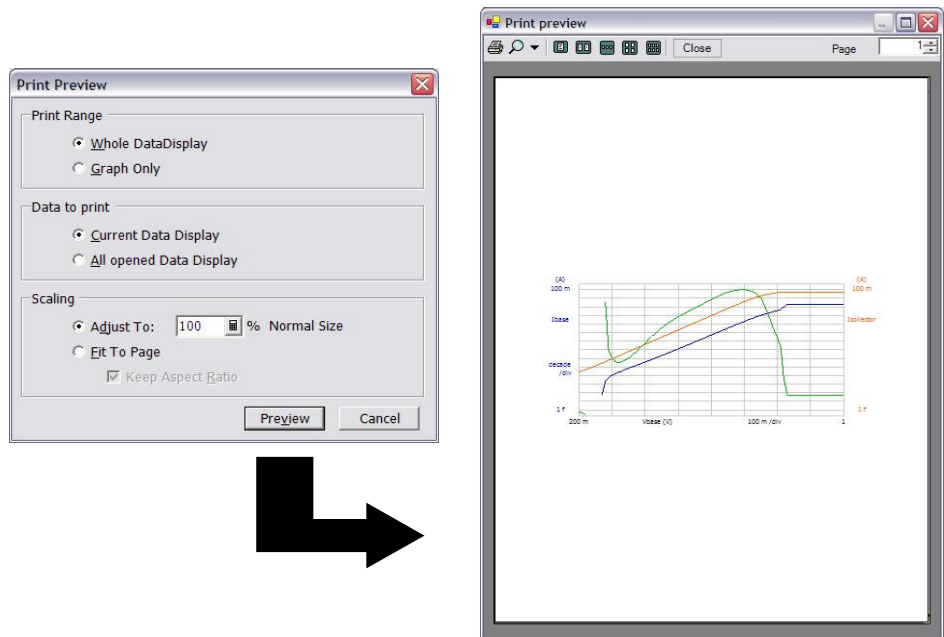 Print Preview
Print Range
Whole DataDisplay
Graph Only
Data to print
Current Data Display
All opened Data Display
Scaling
Adjust To: 100 % Normal Size
Fit To Page
Keep Aspect Ratio
Preview Cancel
Print preview
Close Page 1
(A) (A)
100 m 100 m
Ibase Icollector
decade
/div
1 f 1 f
200 m Vbase (V) 100 m /div 1